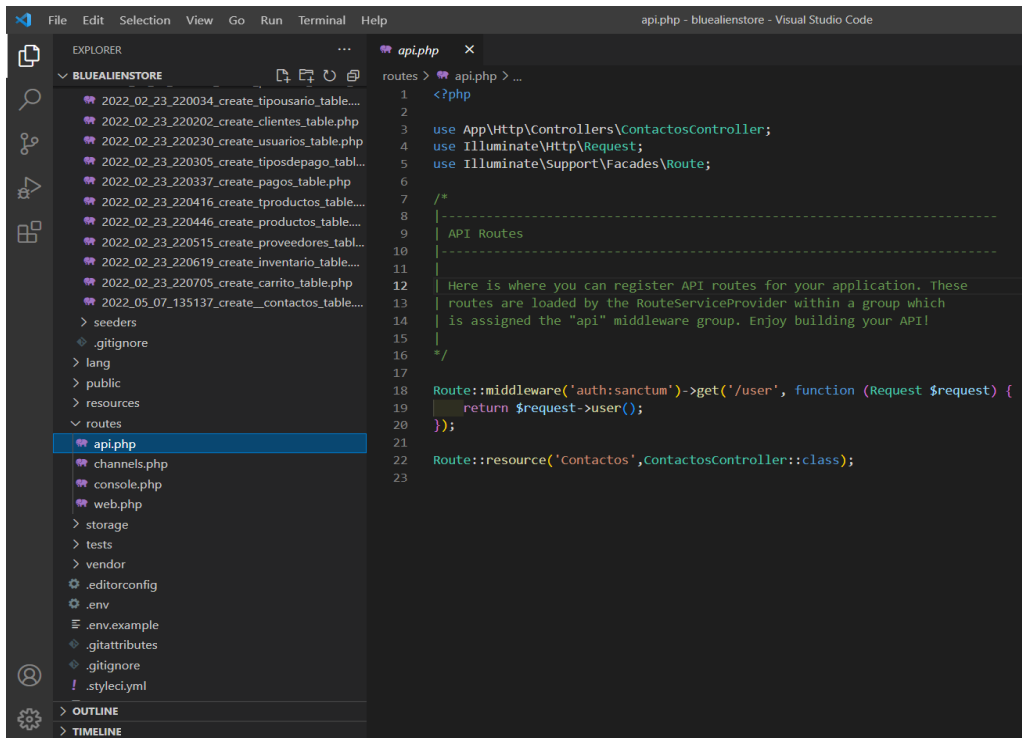 File Edit Selection View Go Run Terminal Help api.php - bluealienstore - Visual Studio Code
EXPLORER
BLUEALIENSTORE
2022_02_23_220034_create_tipousario_table....
2022_02_23_220202_create_clientes_table.php
2022_02_23_220230_create_usuarios_table.php
2022_02_23_220305_create_tiposdepago_tabl...
2022_02_23_220337_create_pagos_table.php
2022_02_23_220416_create_tproductos_table....
2022_02_23_220446_create_productos_table....
2022_02_23_220515_create_proveedores_tabl...
2022_02_23_220619_create_inventario_table....
2022_02_23_220705_create_carrito_table.php
2022_05_07_135137_create__contactos_table....
seeders
.gitignore
lang
public
resources
routes
api.php
channels.php
console.php
web.php
storage
tests
vendor
.editorconfig
.env
.env.example
.gitattributes
.gitignore
.styleci.yml
OUTLINE
TIMELINE
api.php
routes > api.php > ...
1 <?php
2
3 use App\Http\Controllers\ContactosController;
4 use Illuminate\Http\Request;
5 use Illuminate\Support\Facades\Route;
6
7 /*
8 |--------------------------------------------------------------------------
9 | API Routes
10 |--------------------------------------------------------------------------
11 |
12 | Here is where you can register API routes for your application. These
13 | routes are loaded by the RouteServiceProvider within a group which
14 | is assigned the "api" middleware group. Enjoy building your API!
15 |
16 */
17
18 Route::middleware('auth:sanctum')->get('/user', function (Request $request) {
19     return $request->user();
20 });
21
22 Route::resource('Contactos',ContactosController::class);
23